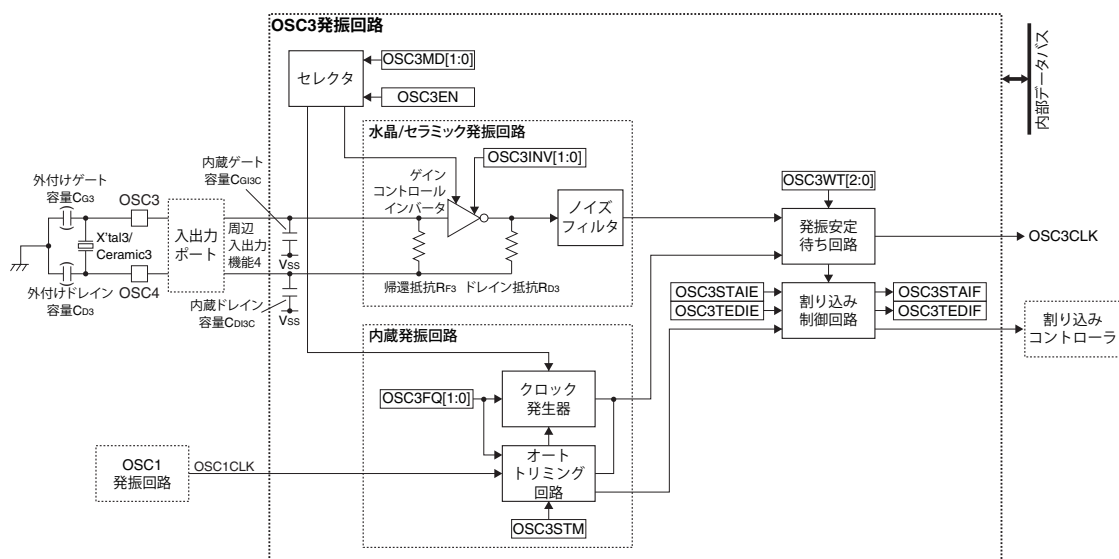 OSC3発振回路
セレクタ
OSC3MD[1:0]
OSC3EN
内部データバス
水晶/セラミック発振回路
OSC3INV[1:0]
ゲイン
コントロール
インバータ
ノイズ
フィルタ
内蔵ゲート
容量CGI3C
外付けゲート
容量CG3
OSC3
X'tal3/
Ceramic3
入出力
ポート
周辺
入出力
機能4
VSS
OSC4
外付けドレイン
容量CD3
内蔵ドレイン
容量CDI3C
VSS
帰還抵抗RF3
ドレイン抵抗RD3
OSC3WT[2:0]
発振安定
待ち回路
OSC3CLK
OSC3STAIE
OSC3TEDIE
割り込み
制御回路
OSC3STAIF
OSC3TEDIF
割り込み
コントローラ
内蔵発振回路
OSC3FQ[1:0]
クロック
発生器
OSC1
発振回路
OSC1CLK
オート
トリミング
回路
OSC3STM